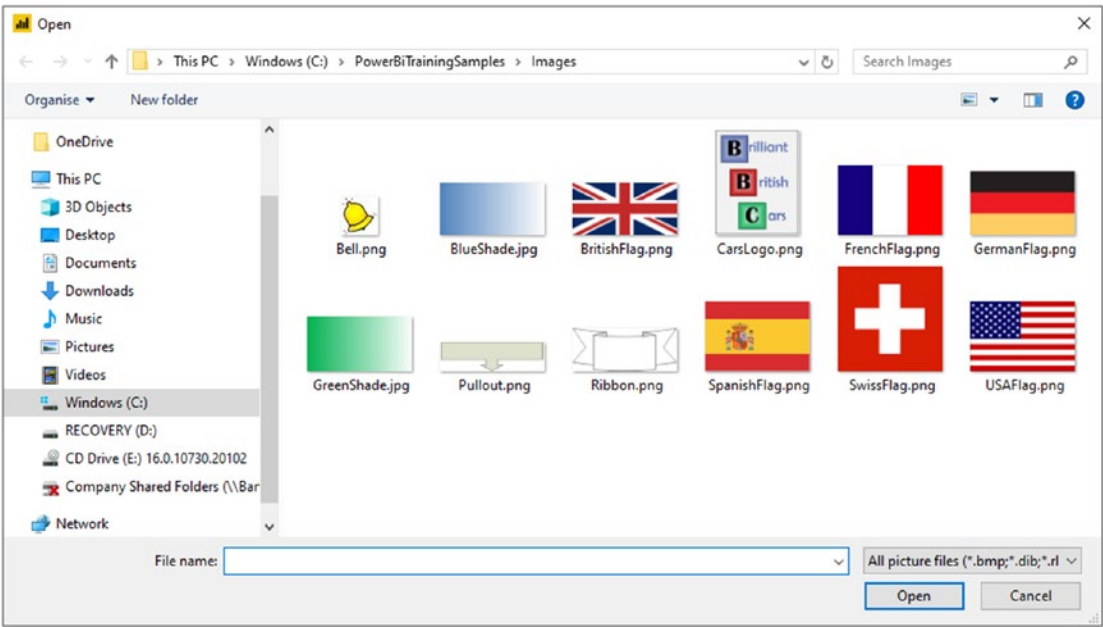 Open
This PC > Windows (C:) > PowerBiTrainingSamples > Images
Search Images
Organise
New folder
OneDrive
This PC
3D Objects
Desktop
Documents
Downloads
Music
Pictures
Videos
Windows (C:)
RECOVERY (D:)
CD Drive (E:) 16.0.10730.20102
Company Shared Folders (\\Bar
Network
Brilliant
British
Cars
Bell.png
BlueShade.jpg
BritishFlag.png
CarsLogo.png
FrenchFlag.png
GermanFlag.png
GreenShade.jpg
Pullout.png
Ribbon.png
SpanishFlag.png
SwissFlag.png
USAFlag.png
File name:
All picture files (*.bmp;*.dib;*.rl
Open
Cancel